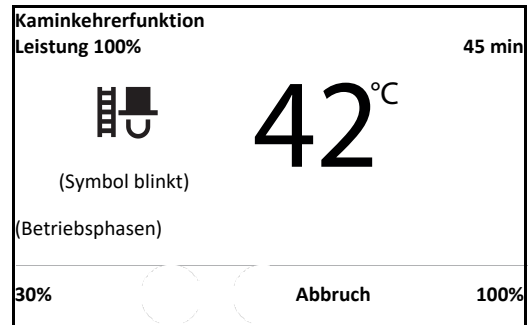 Kaminkehrerfunktion
Leistung 100% 45 min
42°C
(Symbol blinkt)
(Betriebsphasen)
30% Abbruch 100%